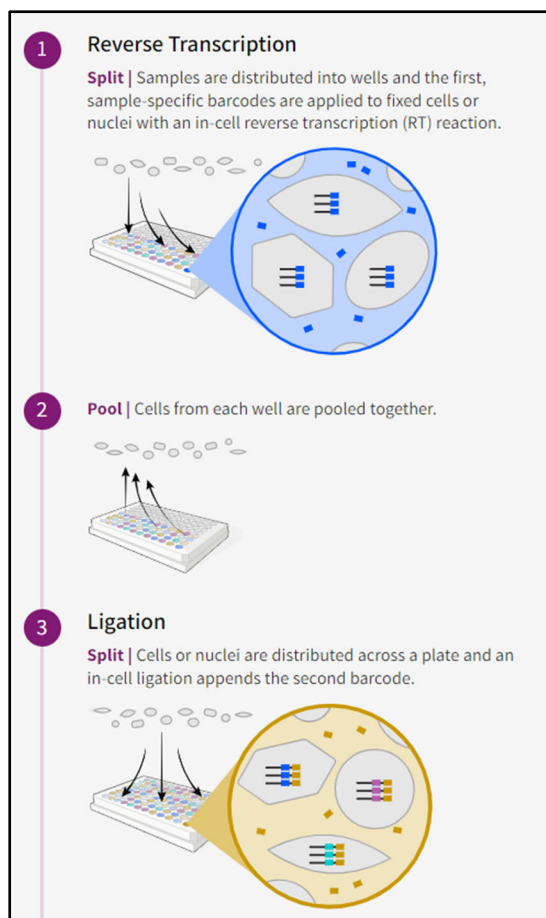 1
Reverse Transcription
Split | Samples are distributed into wells and the first,
sample-specific barcodes are applied to fixed cells or
nuclei with an in-cell reverse transcription (RT) reaction.
2
Pool | Cells from each well are pooled together.
3
Ligation
Split | Cells or nuclei are distributed across a plate and an
in-cell ligation appends the second barcode.